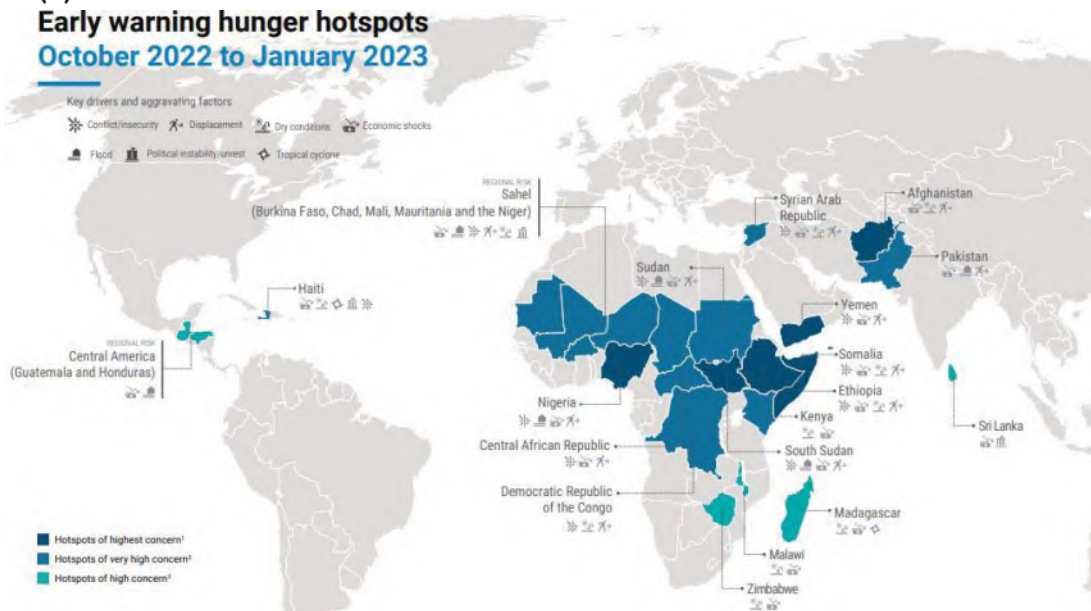 Early warning hunger hotspots
October 2022 to January 2023
Key drivers and aggravating factors
Conflict/insecurity Displacement Dry conditions Economic shocks
Flood Political instability/unrest Tropical cyclone
REGIONAL RISK
Sahel
(Burkina Faso, Chad, Mali, Mauritania and the Niger)
Syrian Arab
Republic
Afghanistan
Pakistan
Sudan
Haiti
Yemen
REGIONAL RISK
Central America
(Guatemala and Honduras)
Somalia
Ethiopia
Nigeria
Kenya
Sri Lanka
Central African Republic
South Sudan
Democratic Republic
of the Congo
Madagascar
Malawi
Zimbabwe
Hotspots of highest concern¹
Hotspots of very high concern²
Hotspots of high concern³